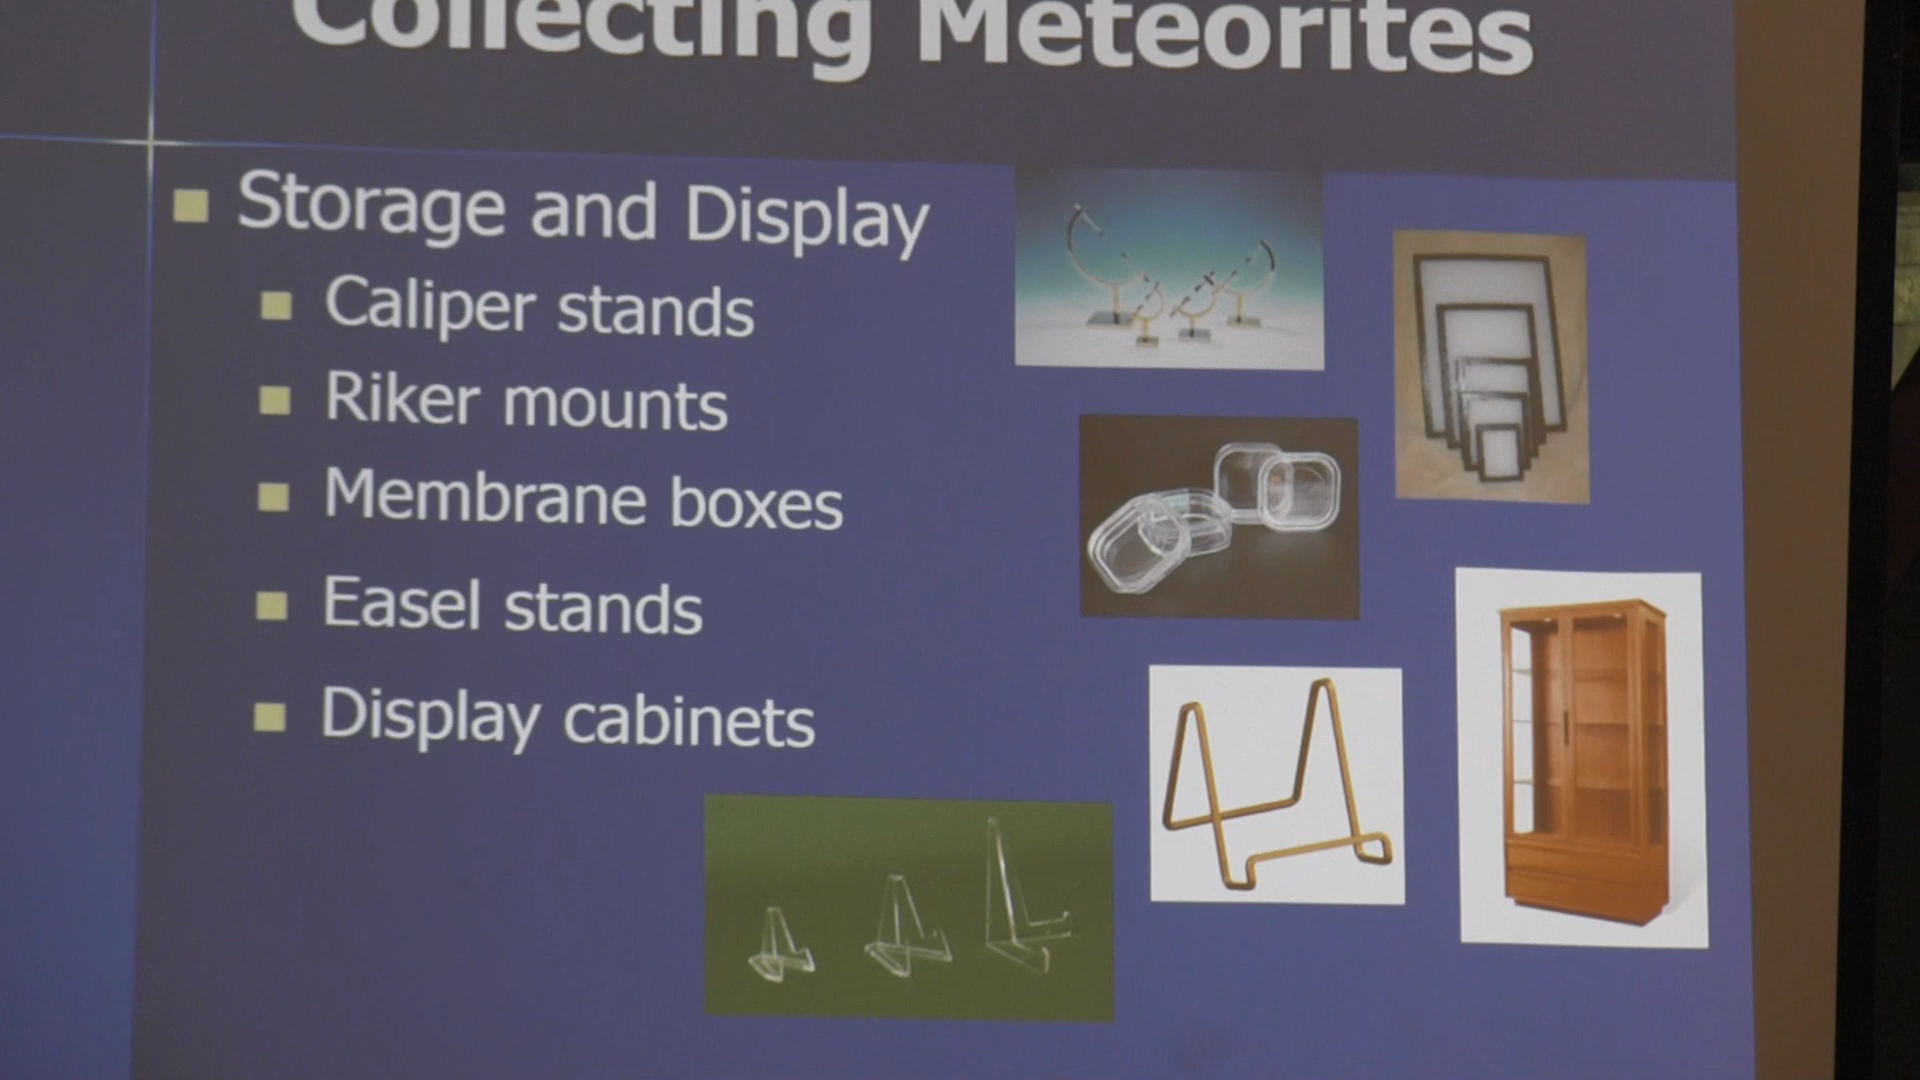 Collecting Meteorites
Storage and Display
Caliper stands
Riker mounts
Membrane boxes
Easel stands
Display cabinets